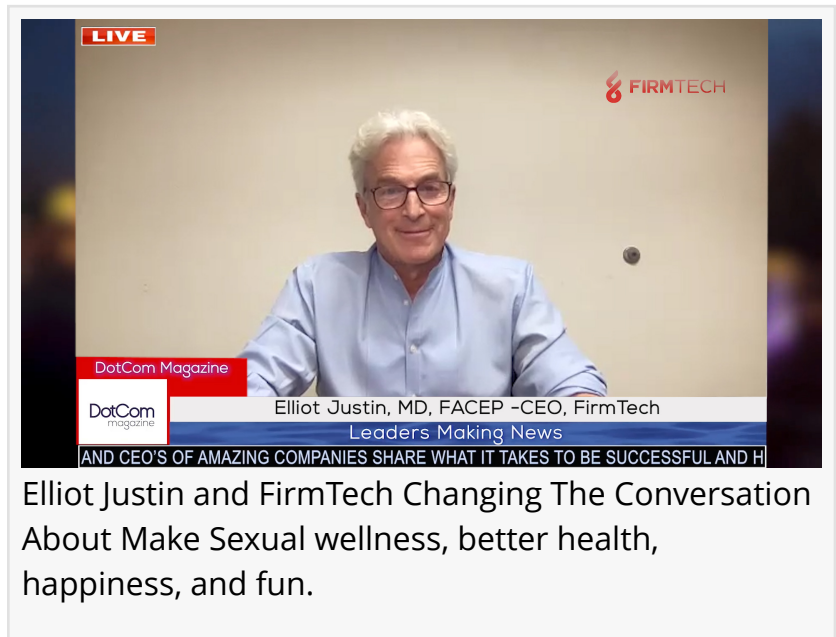 LIVE
FIRMTECH
DotCom Magazine
DotCom
magazine
Elliot Justin, MD, FACEP -CEO, FirmTech
Leaders Making News
AND CEO'S OF AMAZING COMPANIES SHARE WHAT IT TAKES TO BE SUCCESSFUL AND H
Elliot Justin and FirmTech Changing The Conversation
About Make Sexual wellness, better health,
happiness, and fun.